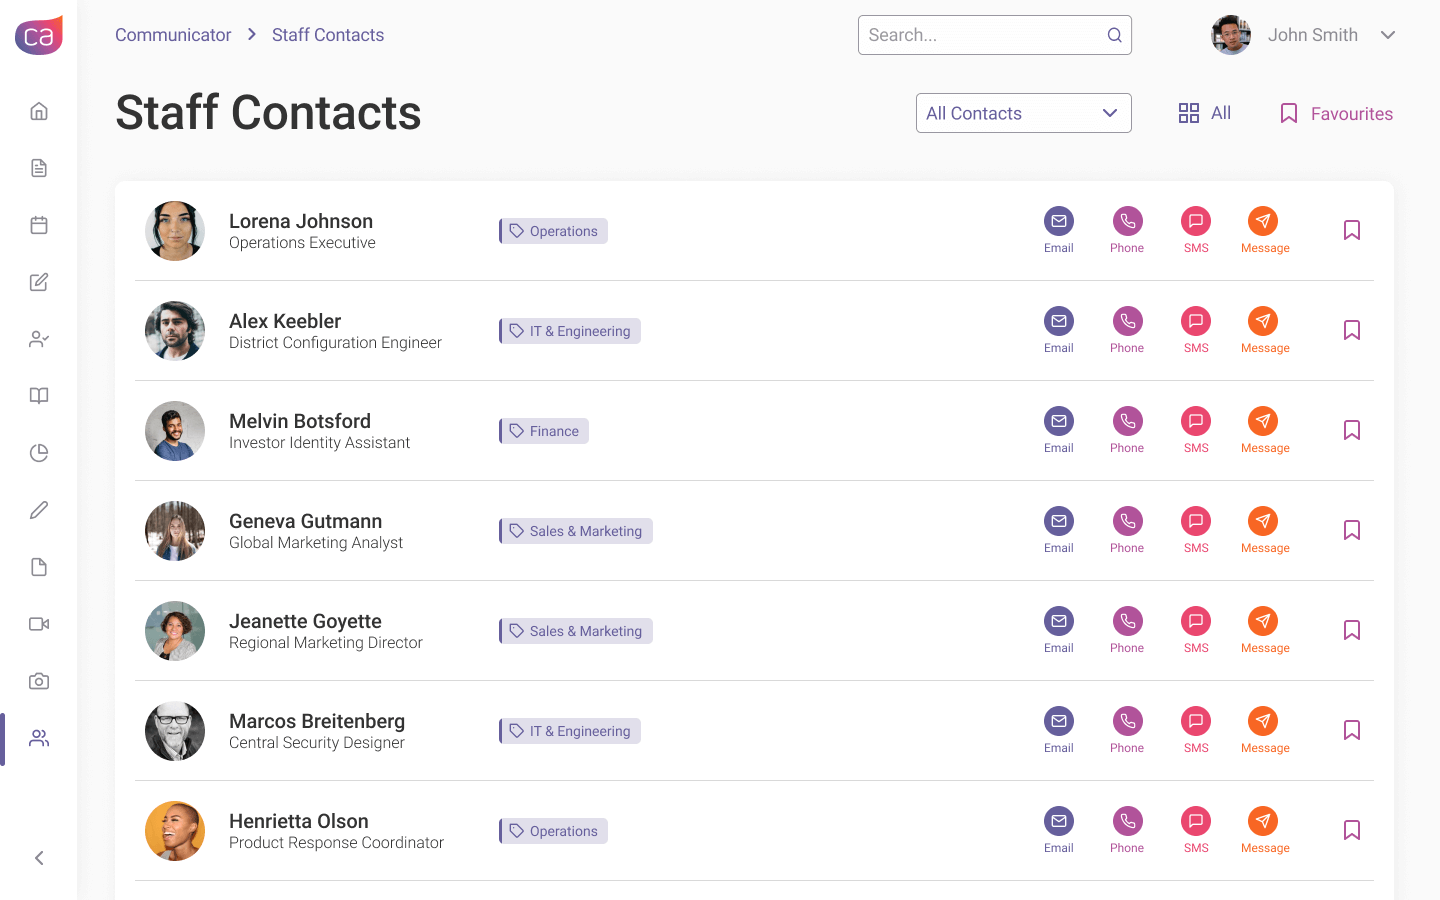 ca
Communicator > Staff Contacts
Search...
John Smith
Staff Contacts
All Contacts
All
Favourites
Lorena Johnson
Operations Executive
Operations
Email Phone SMS Message
Alex Keebler
District Configuration Engineer
IT & Engineering
Email Phone SMS Message
Melvin Botsford
Investor Identity Assistant
Finance
Email Phone SMS Message
Geneva Gutmann
Global Marketing Analyst
Sales & Marketing
Email Phone SMS Message
Jeanette Goyette
Regional Marketing Director
Sales & Marketing
Email Phone SMS Message
Marcos Breitenberg
Central Security Designer
IT & Engineering
Email Phone SMS Message
Henrietta Olson
Product Response Coordinator
Operations
Email Phone SMS Message